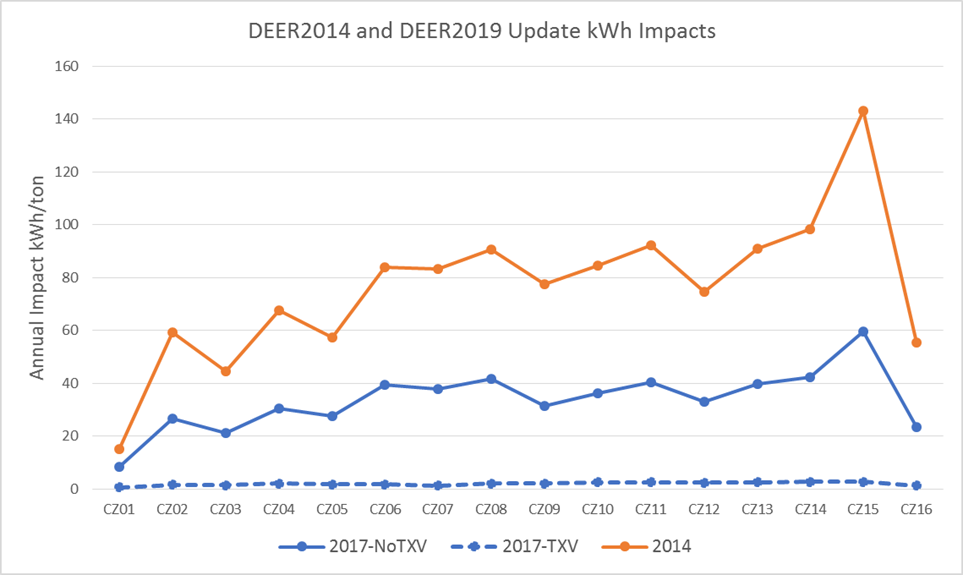 DEER2014 and DEER2019 Update kWh Impacts
Annual Impact kWh/ton
160
140
120
100
80
60
40
20
0
CZ01 CZ02 CZ03 CZ04 CZ05 CZ06 CZ07 CZ08 CZ09 CZ10 CZ11 CZ12 CZ13 CZ14 CZ15 CZ16
2017-NoTXV 2017-TXV 2014